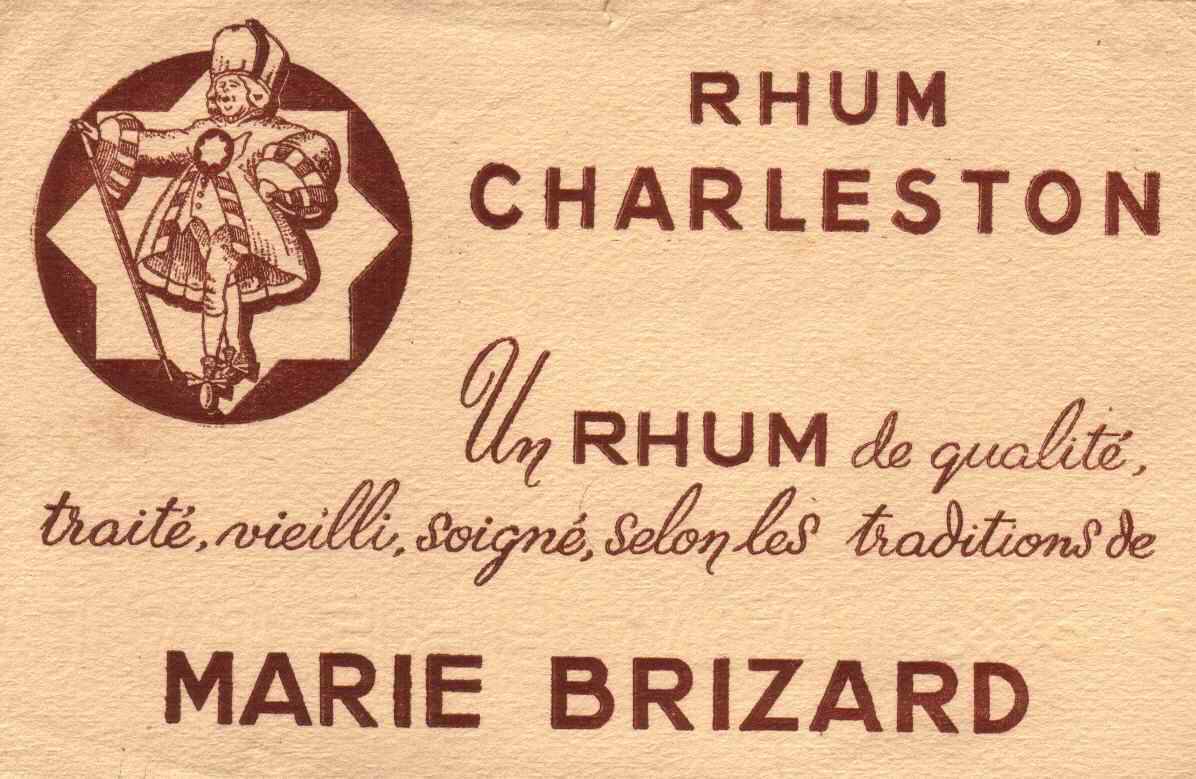 RHUM
CHARLESTON
Un RHUM de qualité,
traité, vieilli, soigné, selon les traditions de
MARIE BRIZARD